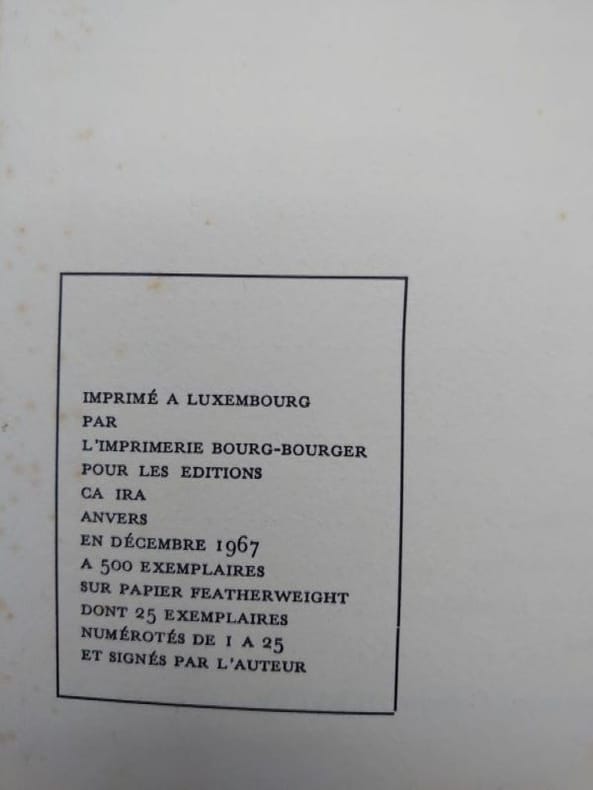 IMPRIMÉ A LUXEMBOURG
PAR
L'IMPRIMERIE BOURG-BOURGER
POUR LES EDITIONS
CA IRA
ANVERS
EN DÉCEMBRE 1967
A 500 EXEMPLAIRES
SUR PAPIER FEATHERWEIGHT
DONT 25 EXEMPLAIRES
NUMÉROTÉS DE 1 A 25
ET SIGNÉS PAR L'AUTEUR